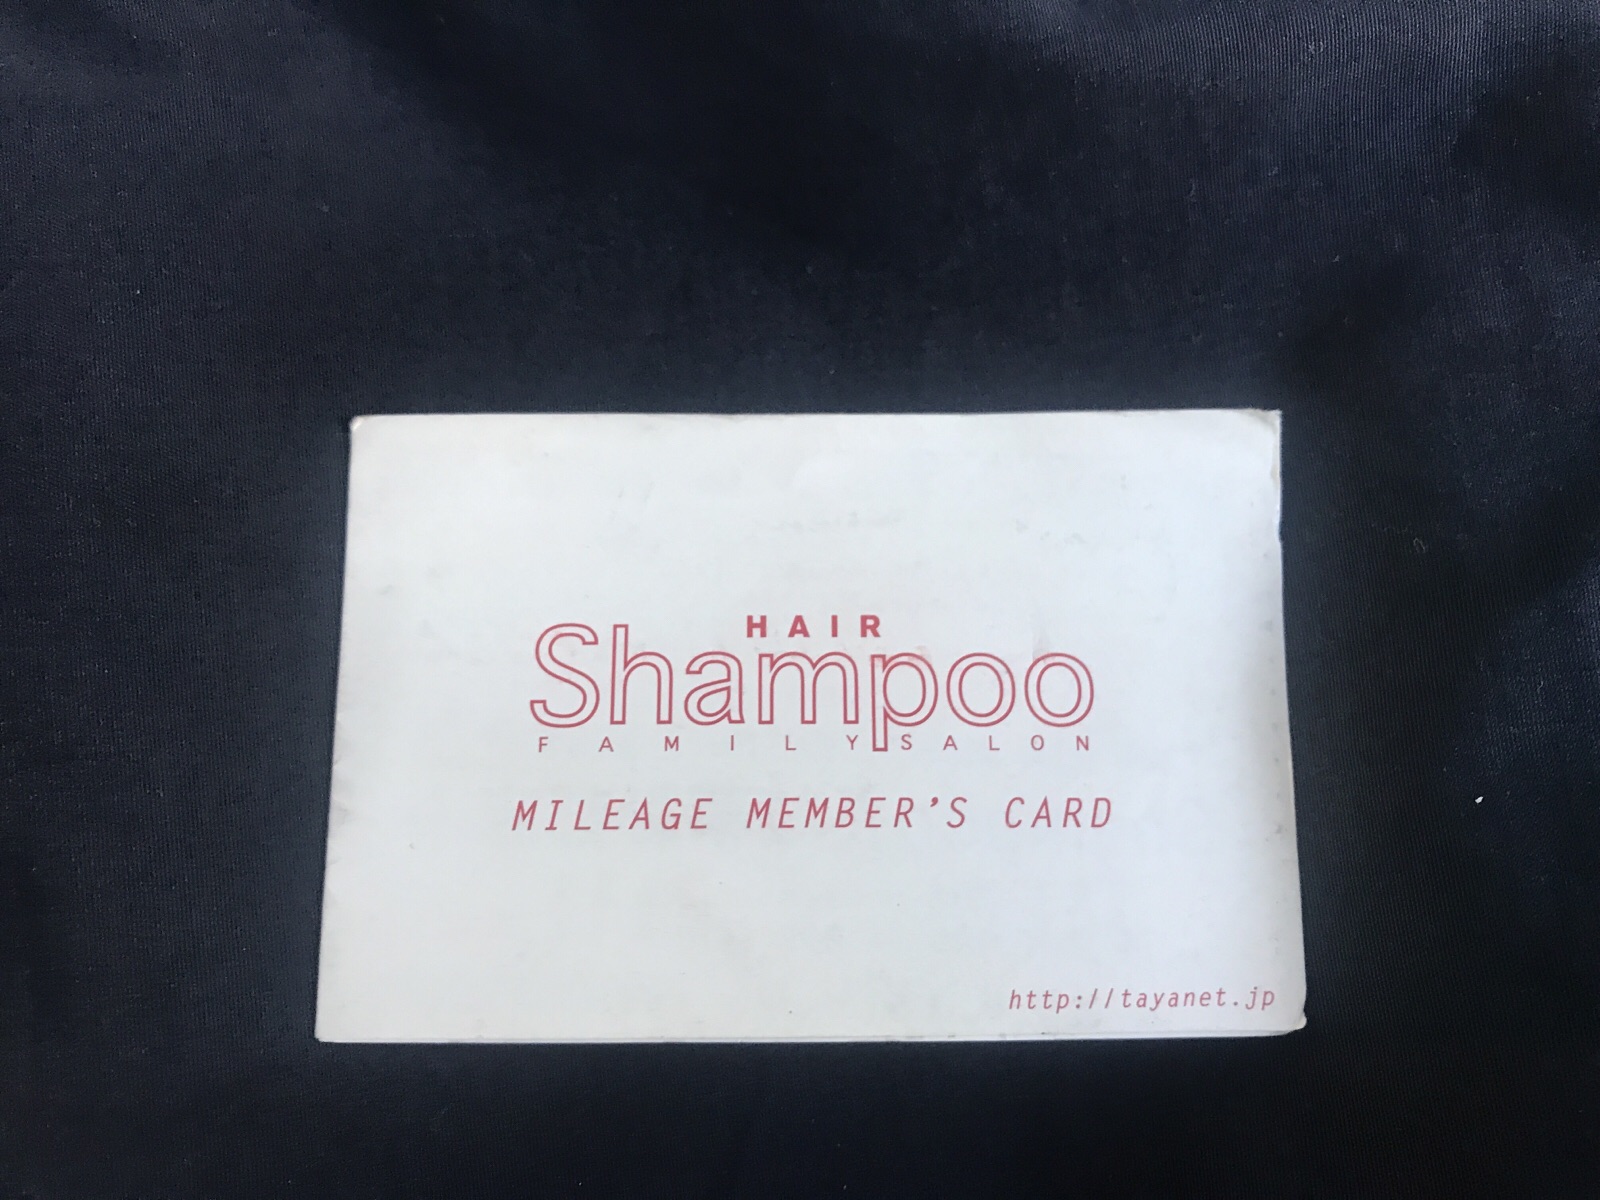 HAIR
Shampoo
FAMILY SALON
MILEAGE MEMBER'S CARD
http://tayanet.jp